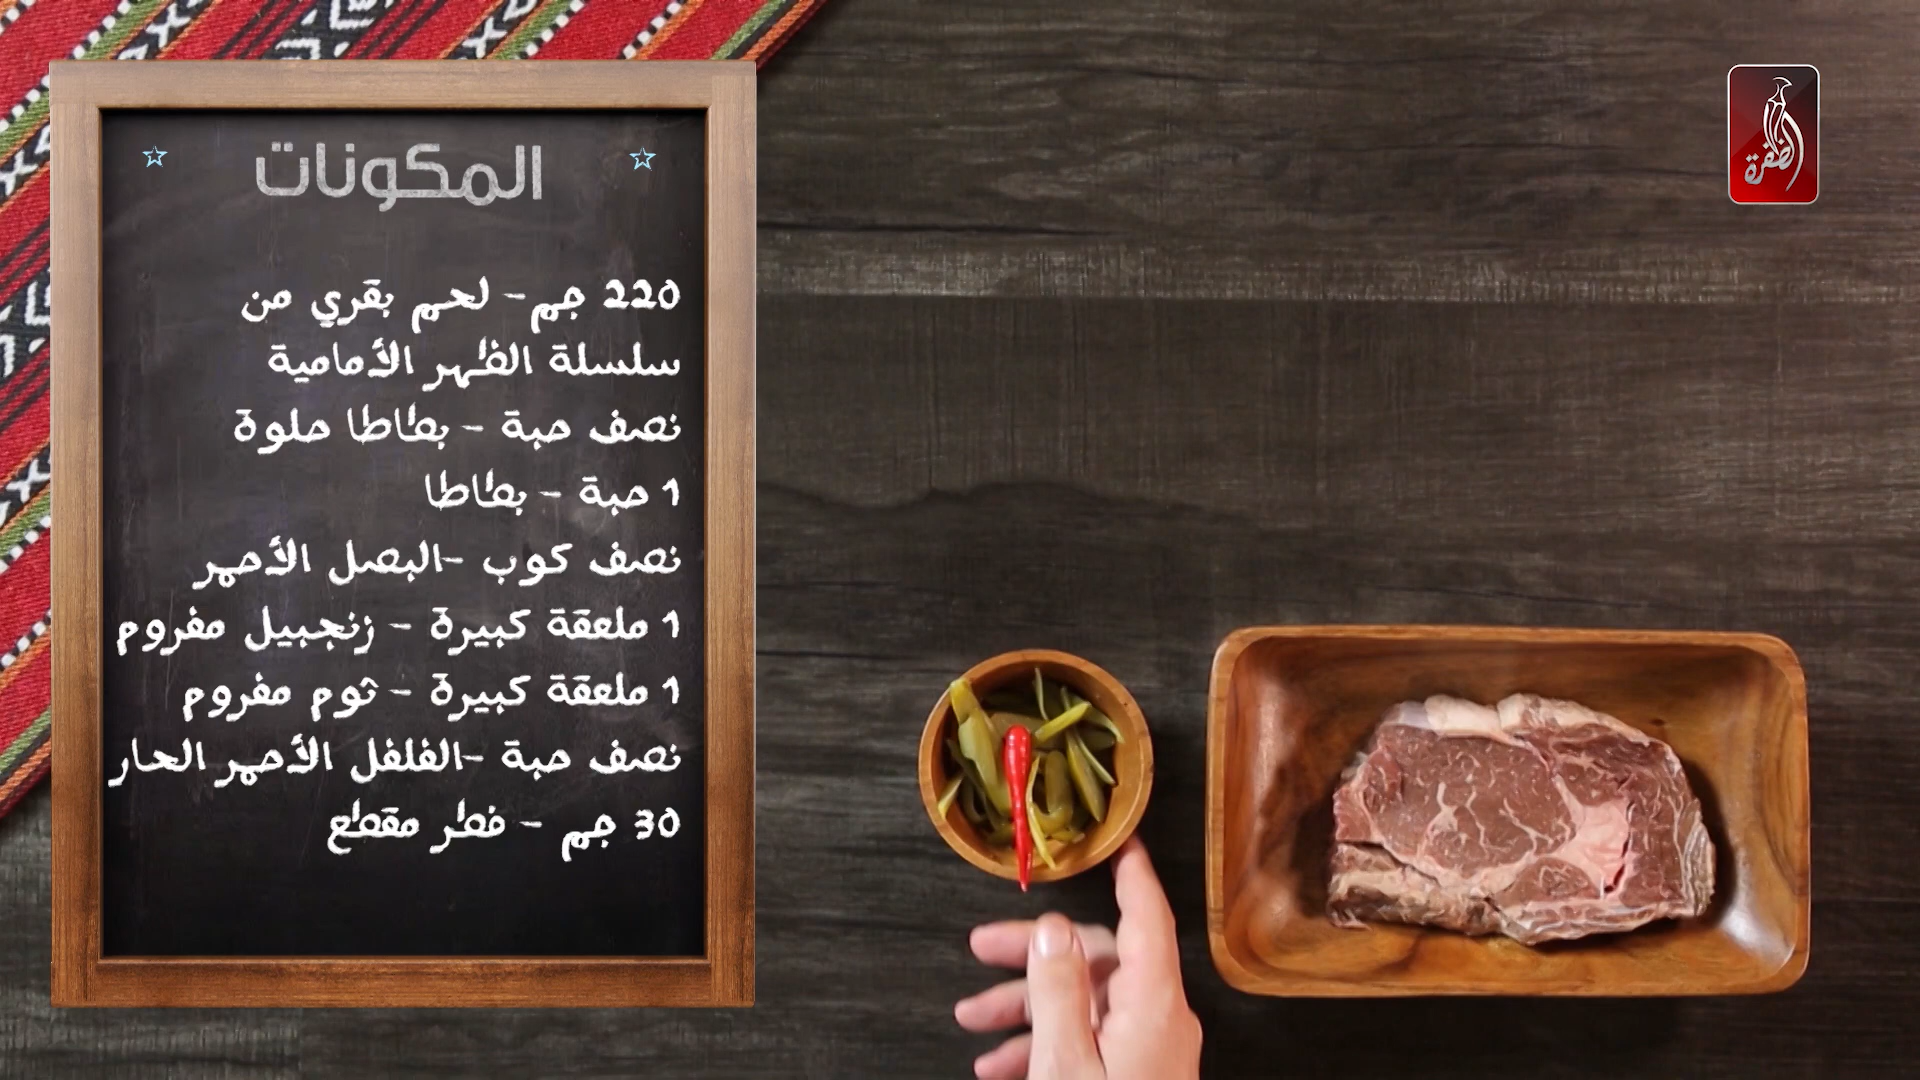 المكونات
220 جم- لحم بقري من
سلسلة الظهر الأمامية
نصف حبة - بطاطا حلوة
1 حبة - بطاطا
نصف كوب -البصل الأحمر
1 ملعقة كبيرة - زنجبيل مفروم
1 ملعقة كبيرة - ثوم مفروم
نصف حبة -الفلفل الأحمر الحار
30 جم - فطر مقطع
الظفرة